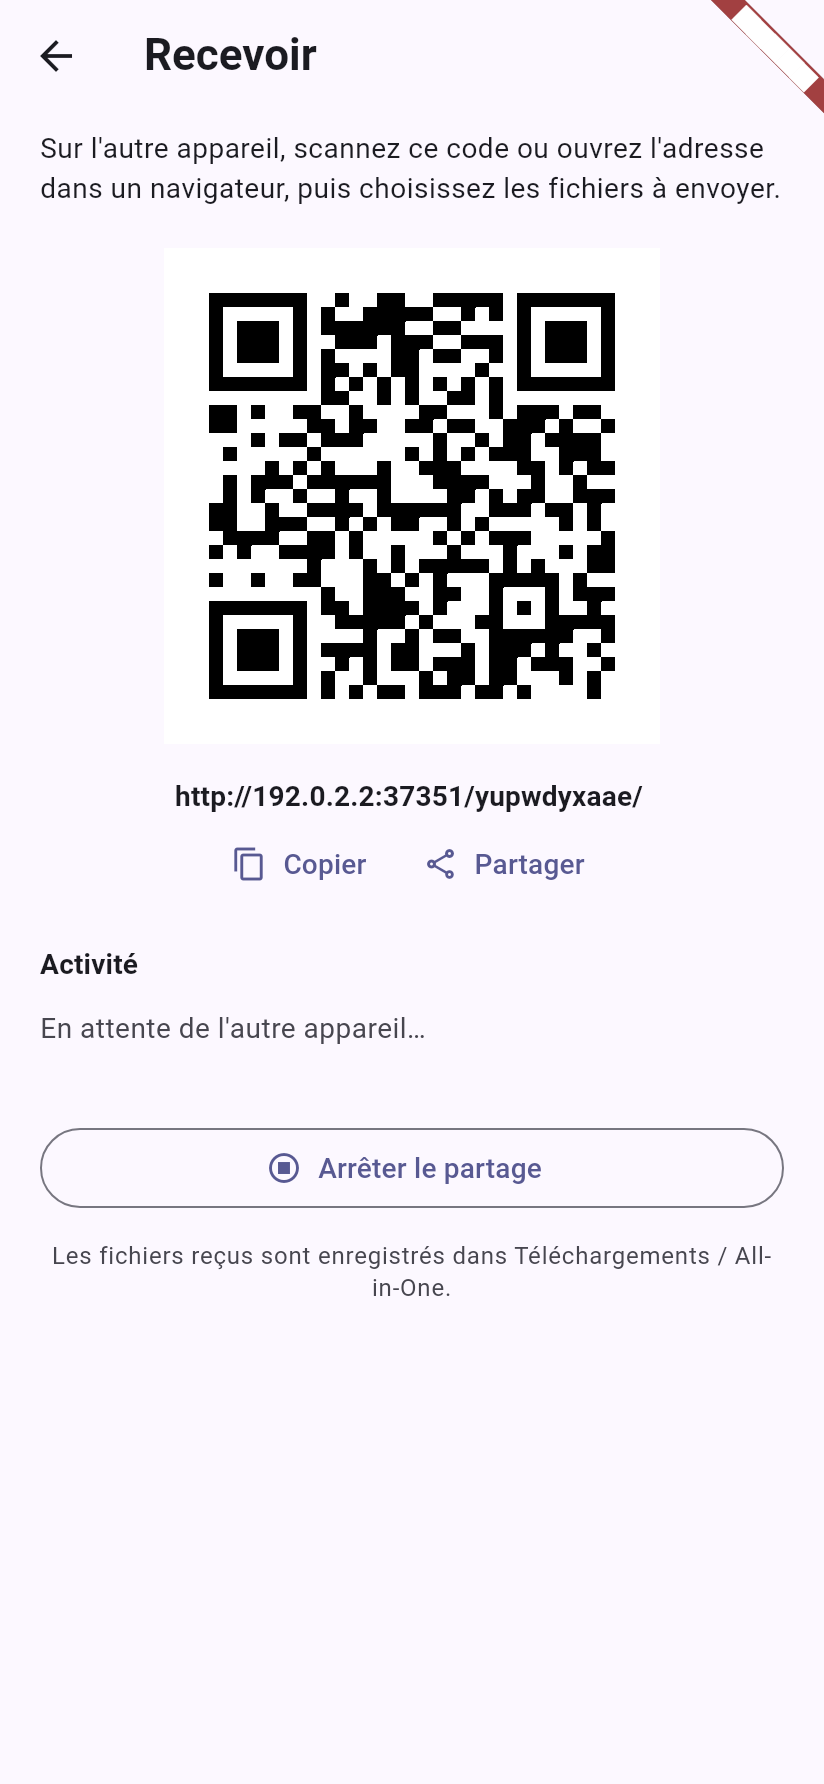 Recevoir
Sur l'autre appareil, scannez ce code ou ouvrez l'adresse
dans un navigateur, puis choisissez les fichiers à envoyer.
http://192.0.2.2:37351/yupwdyxaae/
Copier
Partager
Activité
En attente de l'autre appareil…
Arrêter le partage
Les fichiers reçus sont enregistrés dans Téléchargements / All-
in-One.